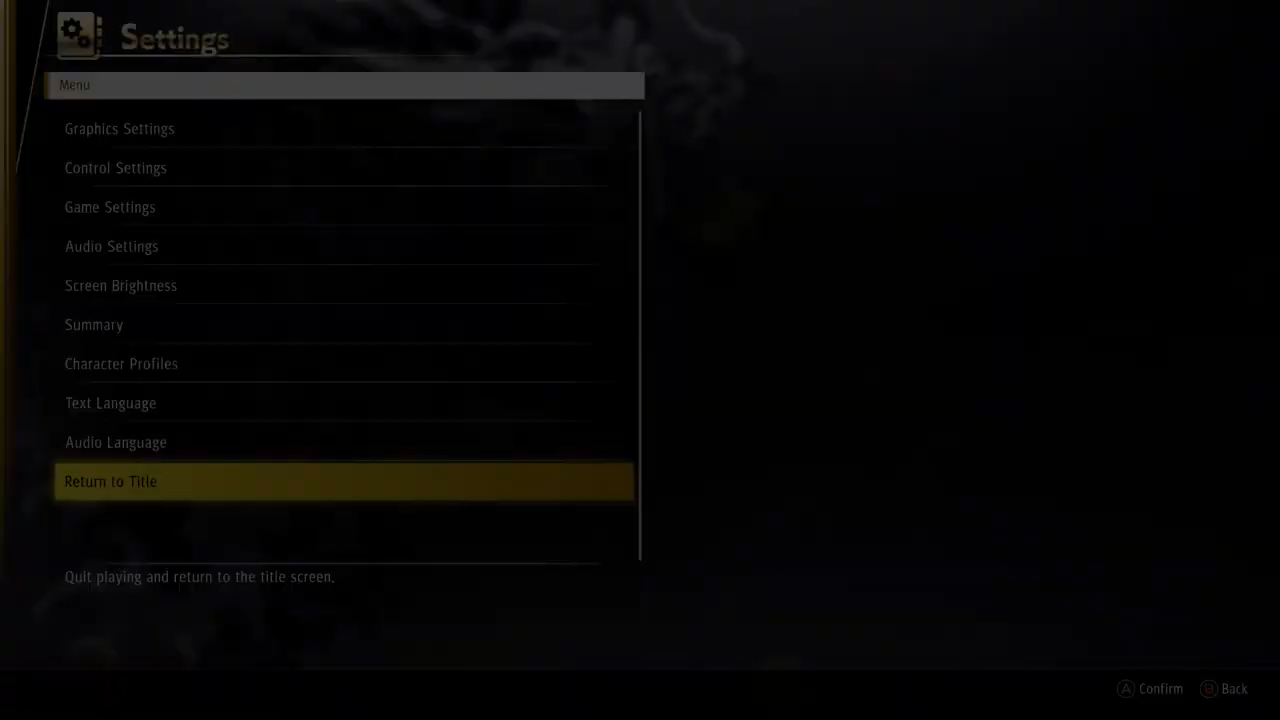 Settings
Menu
Graphics Settings
Control Settings
Game Settings
Audio Settings
Screen Brightness
Summary
Character Profiles
Text Language
Audio Language
Return to Title
Quit playing and return to the title screen.
A Confirm B Back